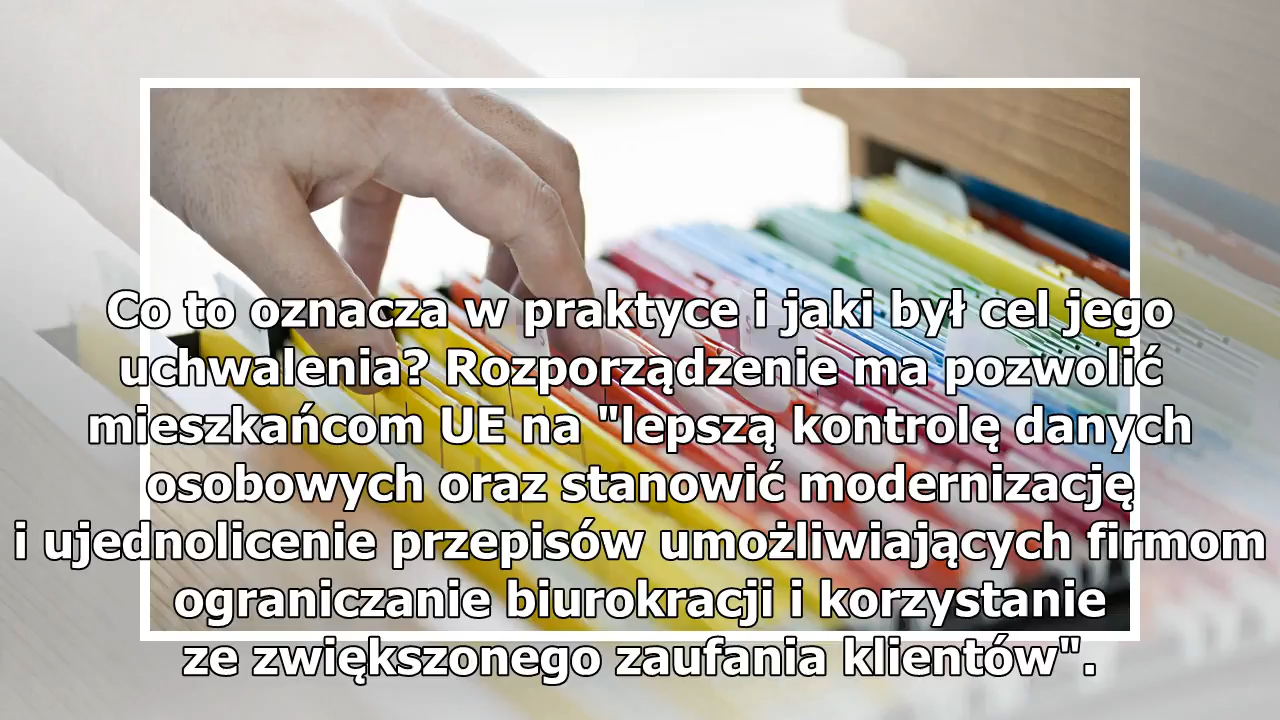 Co to oznacza w praktyce i jaki był cel jego
uchwalenia? Rozporządzenie ma pozwolić
mieszkańcom UE na "lepszą kontrolę danych
osobowych oraz stanowić modernizację
i ujednolicenie przepisów umożliwiających firmom
ograniczanie biurokracji i korzystanie
ze zwiększonego zaufania klientów".